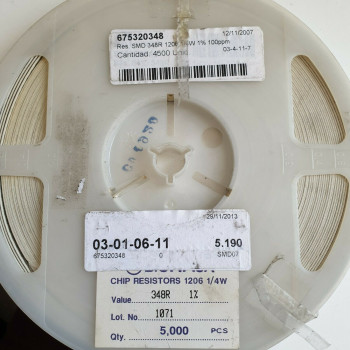 675320348 12/11/2007
Res. SMD 348R 1206 1/4W 1% 100ppm
Cantidad: 4500 Unid. 03-4-11-7
29/11/2013
03-01-06-11 5.190
675320348 0 SMD07
CHIP RESISTORS 1206 1/4W
Value 348R 1%
Lot. No. 1071
Qty. 5,000 PCS